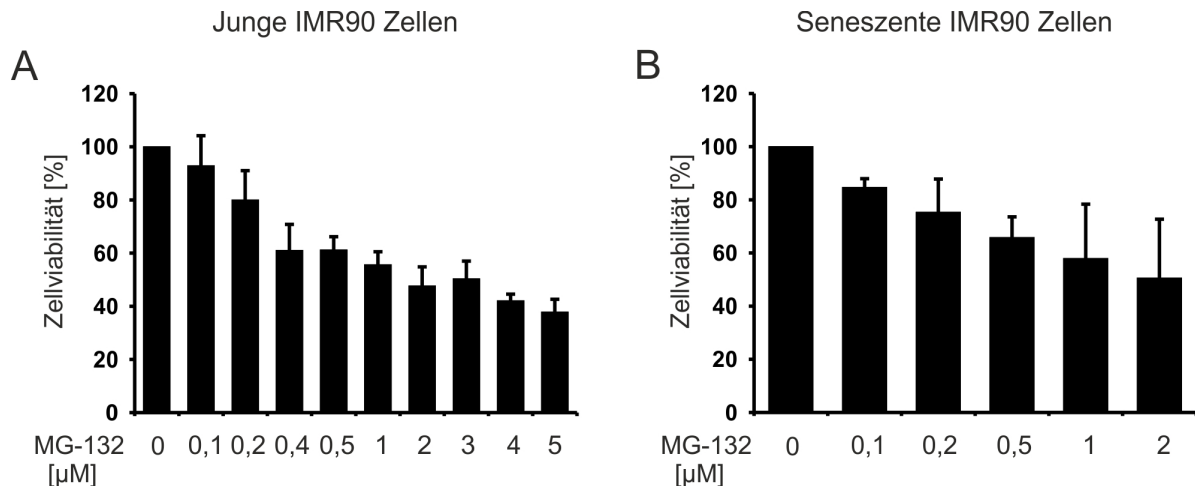 Junge IMR90 Zellen
Seneszente IMR90 Zellen
A
Zellviabilität [%]
120
100
80
60
40
20
0
MG-132 0 0,1 0,2 0,4 0,5 1 2 3 4 5
[µM]
B
Zellviabilität [%]
120
100
80
60
40
20
0
MG-132 0 0,1 0,2 0,5 1 2
[µM]